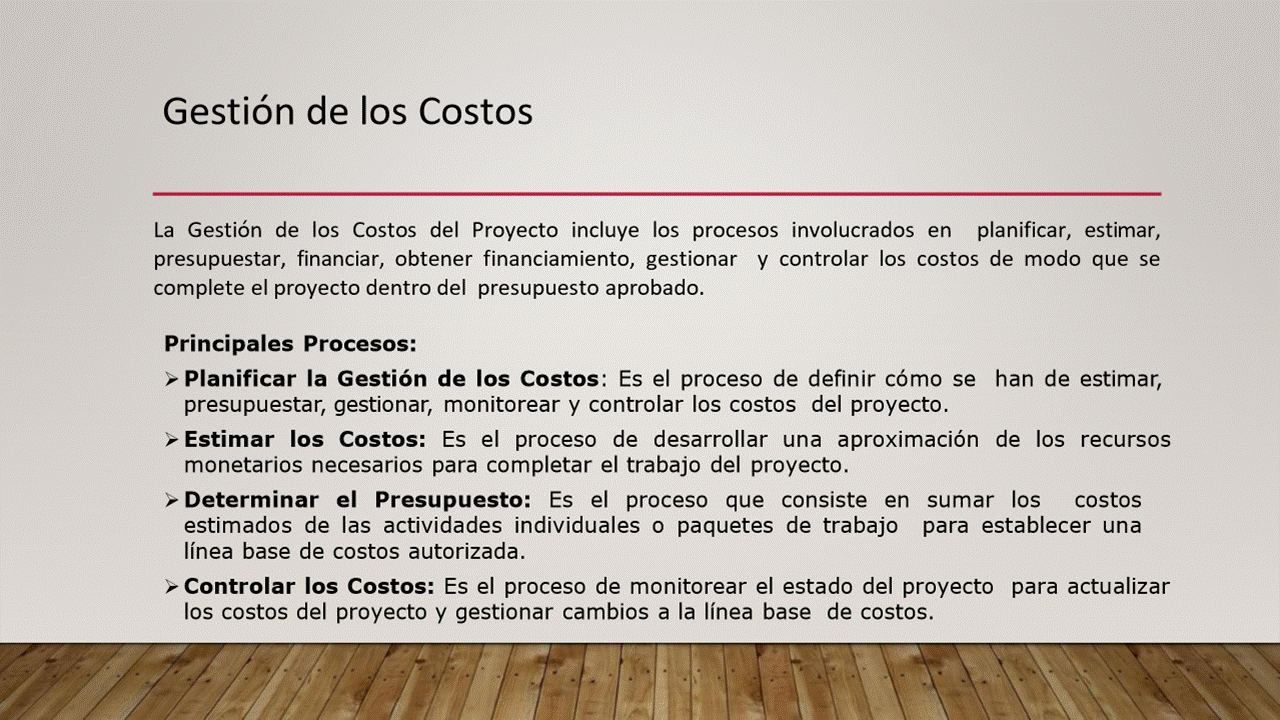 Gestión de los Costos
La Gestión de los Costos del Proyecto incluye los procesos involucrados en planificar, estimar,
presupuestar, financiar, obtener financiamiento, gestionar y controlar los costos de modo que se
complete el proyecto dentro del presupuesto aprobado.
Principales Procesos:
➢Planificar la Gestión de los Costos: Es el proceso de definir cómo se han de estimar,
presupuestar, gestionar, monitorear y controlar los costos del proyecto.
➢Estimar los Costos: Es el proceso de desarrollar una aproximación de los recursos
monetarios necesarios para completar el trabajo del proyecto.
➢Determinar el Presupuesto: Es el proceso que consiste en sumar los costos
estimados de las actividades individuales o paquetes de trabajo para establecer una
línea base de costos autorizada.
➢Controlar los Costos: Es el proceso de monitorear el estado del proyecto para actualizar
los costos del proyecto y gestionar cambios a la línea base de costos.